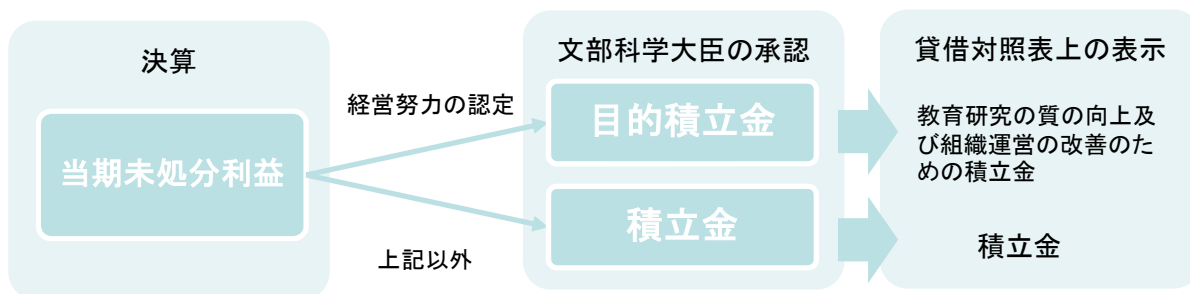 決算
当期未処分利益
経営努力の認定
上記以外
文部科学大臣の承認
目的積立金
積立金
貸借対照表上の表示
教育研究の質の向上及
び組織運営の改善のた
めの積立金
積立金